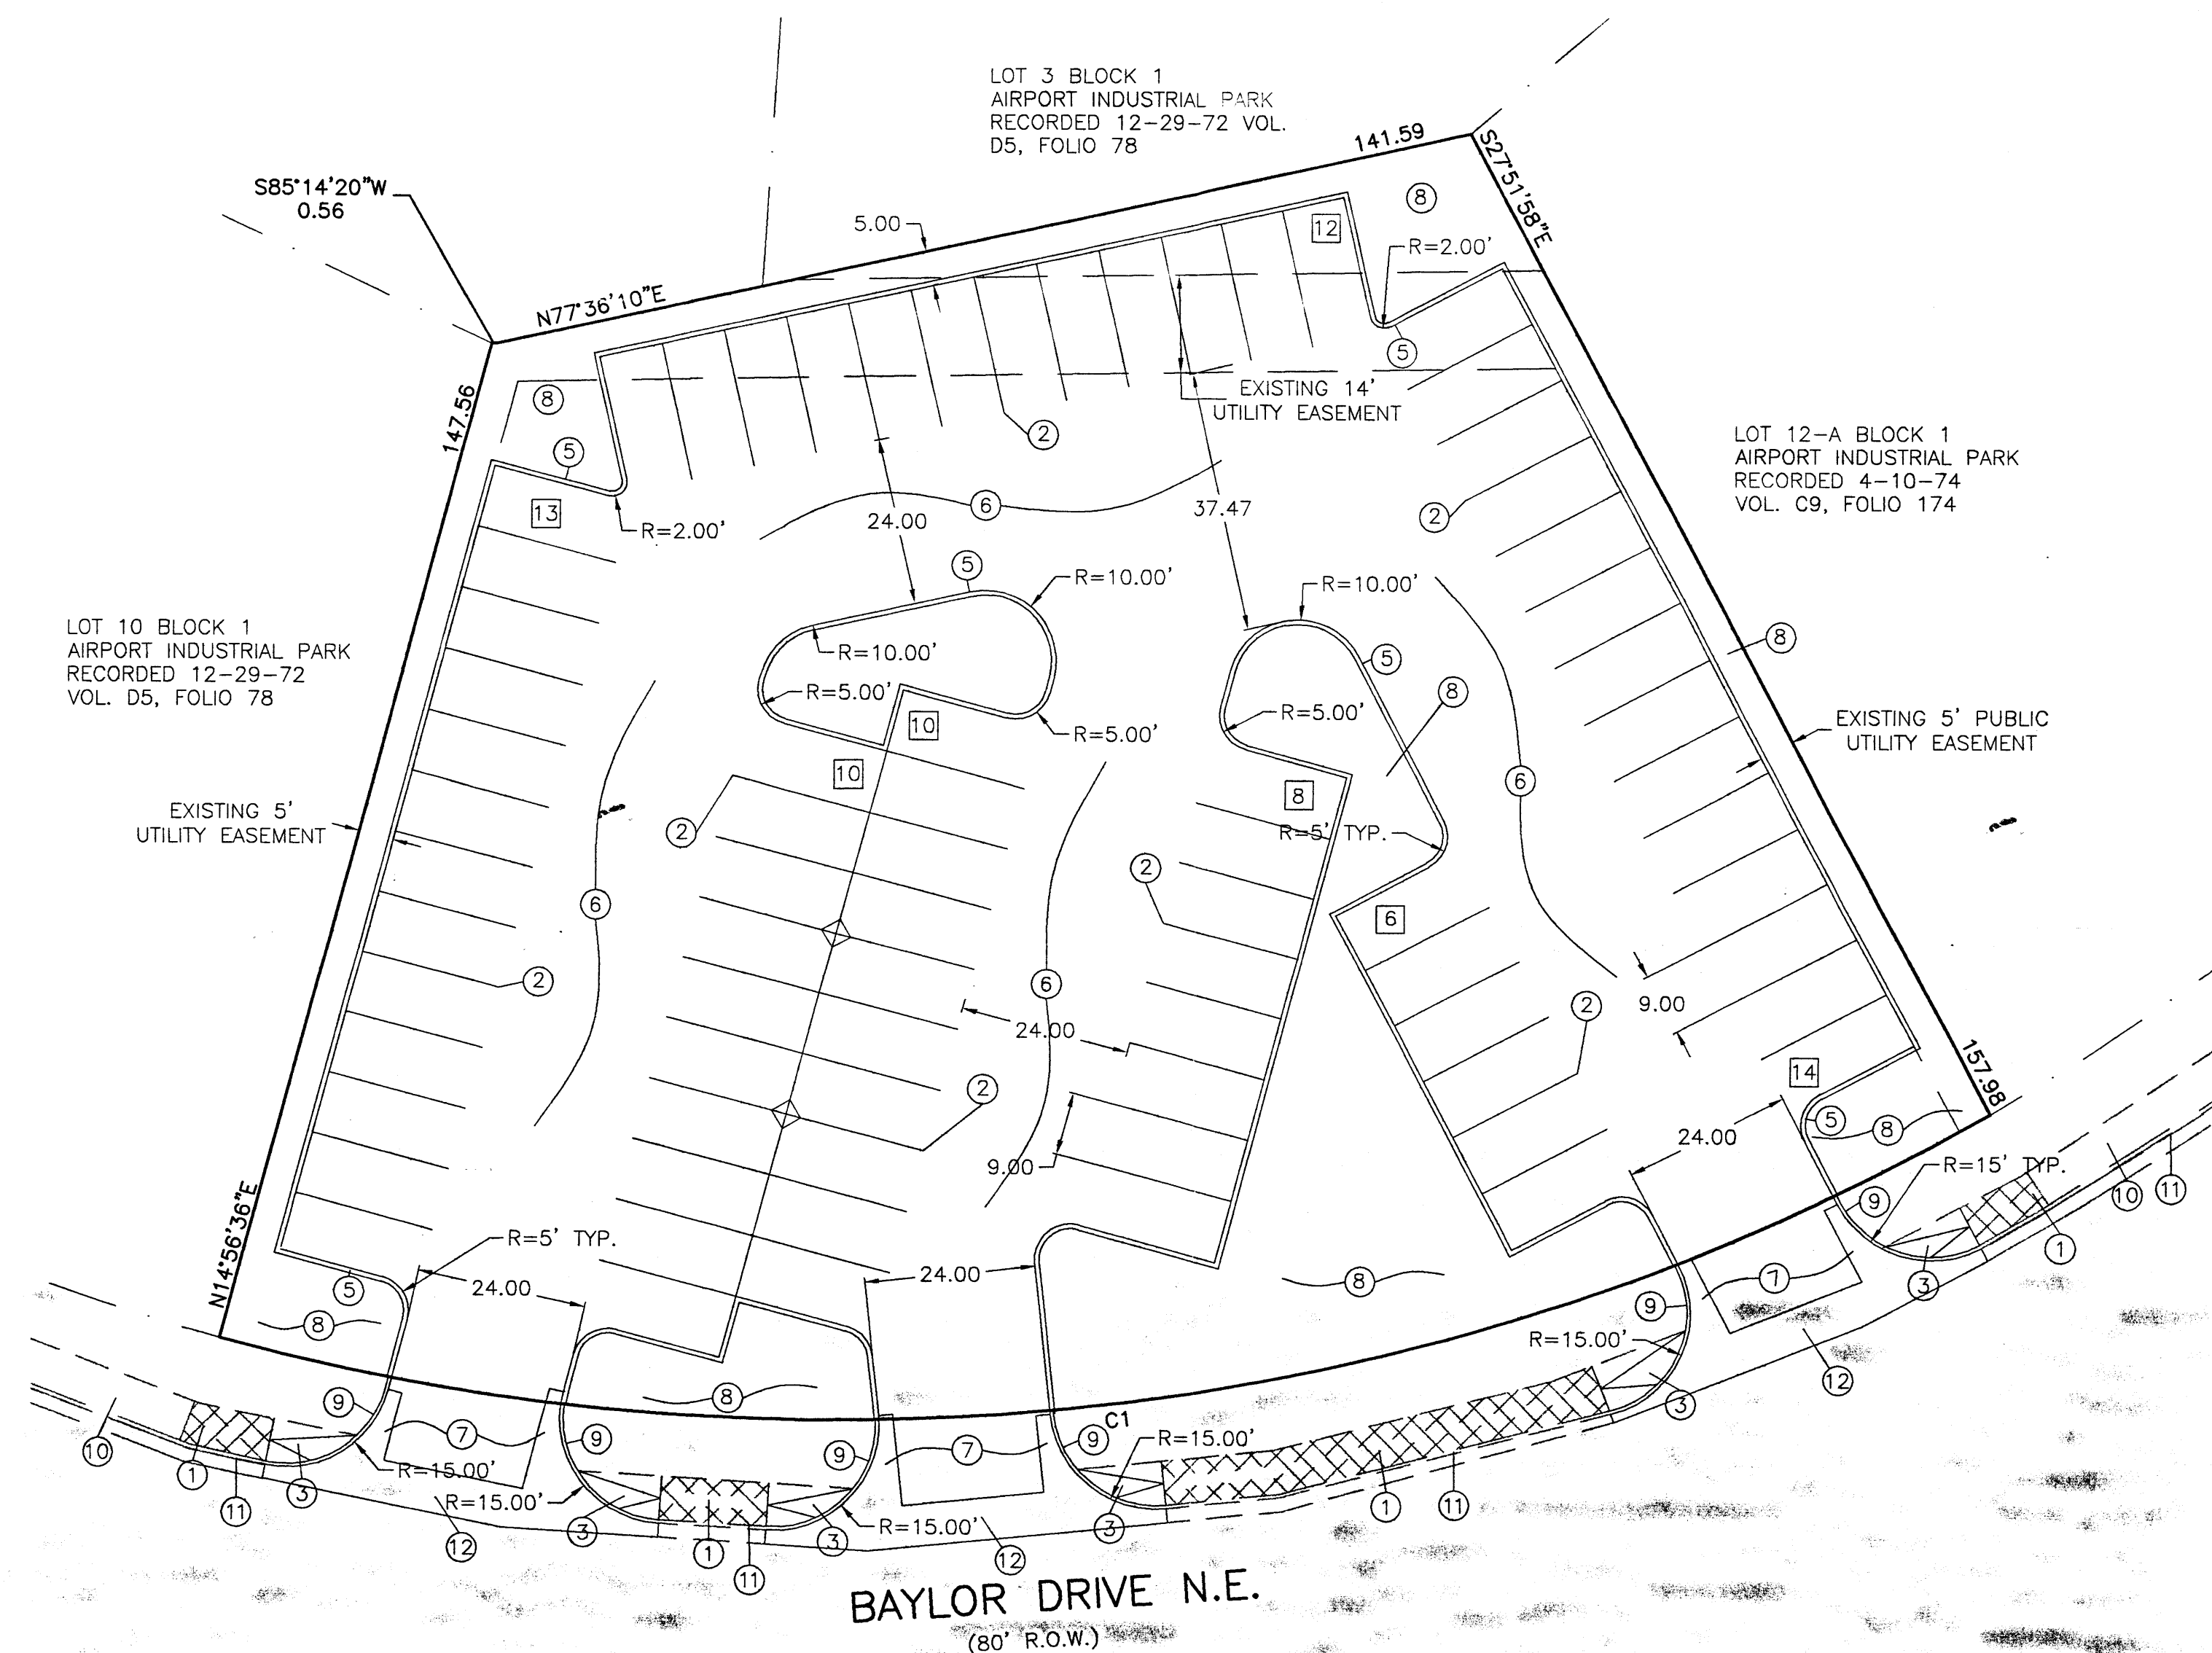 LOT 3 BLOCK 1
AIRPORT INDUSTRIAL PARK
RECORDED 12-29-72 VOL.
D5, FOLIO 78
141.59
S27°51'58"E
S85°14'20"W
0.56
8
12
5.00
R=2.00'
N77°36'10"E
5
EXISTING 14'
UTILITY EASEMENT
8
147.56
2
5
LOT 12-A BLOCK 1
AIRPORT INDUSTRIAL PARK
RECORDED 4-10-74
VOL. C9, FOLIO 174
13
R=2.00'
6
24.00
37.47
2
5
R=10.00'
R=10.00'
LOT 10 BLOCK 1
AIRPORT INDUSTRIAL PARK
RECORDED 12-29-72
VOL. D5, FOLIO 78
8
R=10.00'
5
R=5.00'
8
R=5.00'
10
R=5.00'
EXISTING 5' PUBLIC
UTILITY EASEMENT
10
6
8
EXISTING 5'
UTILITY EASEMENT
2
R=5' TYP.
2
6
6
2
6
2
9.00
24.00
2
14
157.98
9.00
5
8
24.00
R=15' TYP.
N14°56'36"E
10
11
9
R=5' TYP.
1
5
24.00
24.00
8
7
3
8
9
R=15.00'
12
8
9
3
10
1
11
3
7
R=15.00'
9
9
7
9
C1
R=15.00'
R=15.00'
3
1
R=15.00'
3
3
1
11
12
11
12
BAYLOR DRIVE N.E.
(80' R.O.W.)